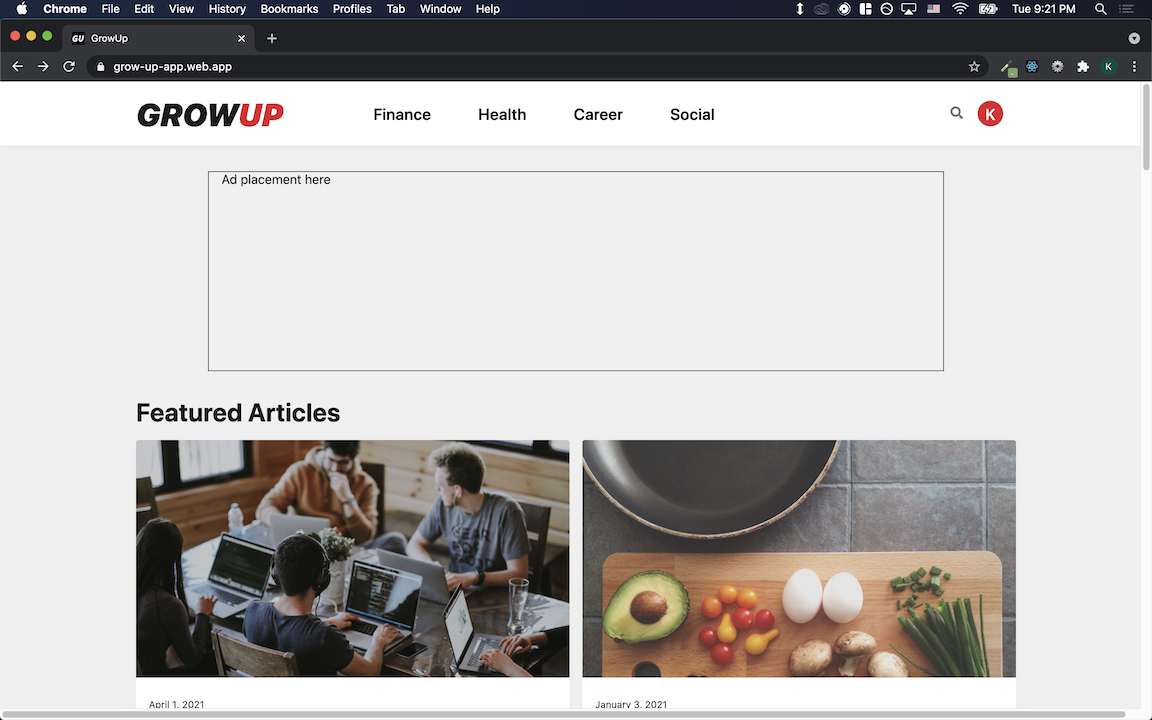 Chrome File Edit View History Bookmarks Profiles Tab Window Help Tue 9:21 PM
GU GrowUp
grow-up-app.web.app K
GROWUP Finance Health Career Social K
Ad placement here
Featured Articles
April 1, 2021 January 3, 2021